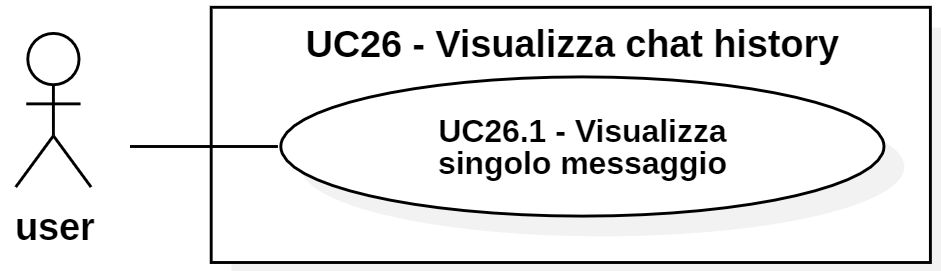 UC26 - Visualizza chat history
UC26.1 - Visualizza
singolo messaggio
user